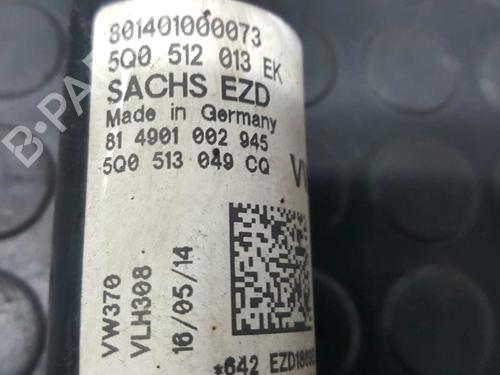 801401000073
5Q0 512 013 EK
SACHS EZD
Made in Germany
81 4901 002 945
5Q0 513 049 CQ
VW370
VLH308
16/05/14